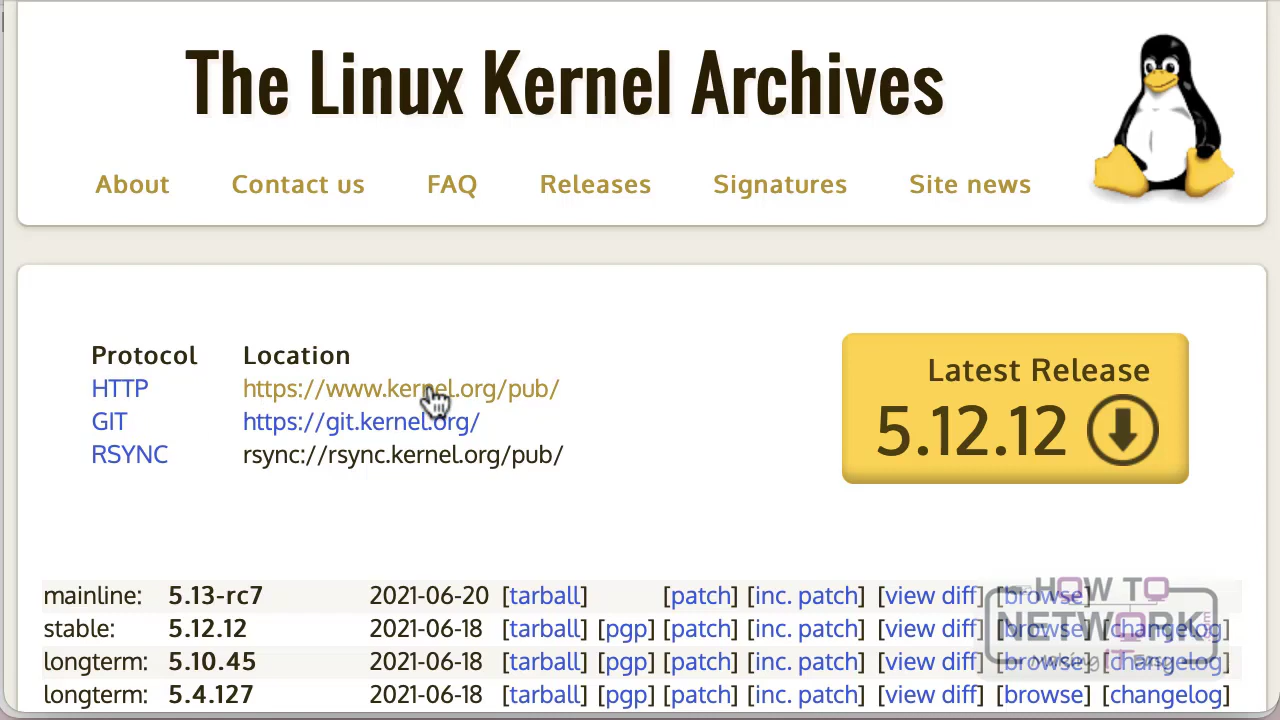 The Linux Kernel Archives
About Contact us FAQ Releases Signatures Site news
Protocol Location
HTTP https://www.kernel.org/pub/
GIT https://git.kernel.org/
RSYNC rsync://rsync.kernel.org/pub/
Latest Release
5.12.12
mainline: 5.13-rc7 2021-06-20 [tarball] [patch] [inc. patch] [view diff] [browse]
stable: 5.12.12 2021-06-18 [tarball] [pgp] [patch] [inc. patch] [view diff] [browse] [changelog]
longterm: 5.10.45 2021-06-18 [tarball] [pgp] [patch] [inc. patch] [view diff] [browse] [changelog]
longterm: 5.4.127 2021-06-18 [tarball] [pgp] [patch] [inc. patch] [view diff] [browse] [changelog]
HOW TO
NETWORK
Making IT Easy